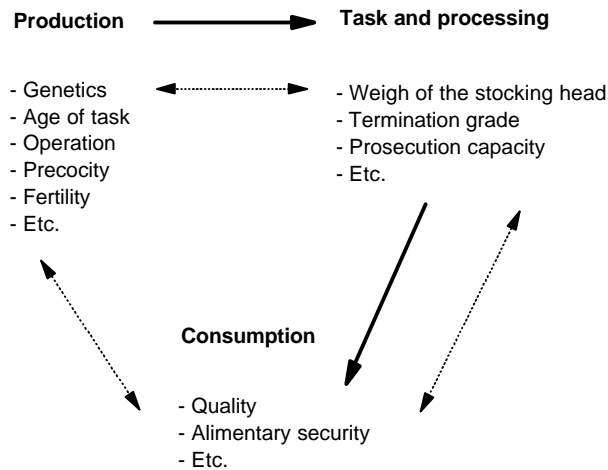 Production
Task and processing
- Genetics
- Age of task
- Operation
- Precocity
- Fertility
- Etc.
- Weigh of the stocking head
- Termination grade
- Prosecution capacity
- Etc.
Consumption
- Quality
- Alimentary security
- Etc.